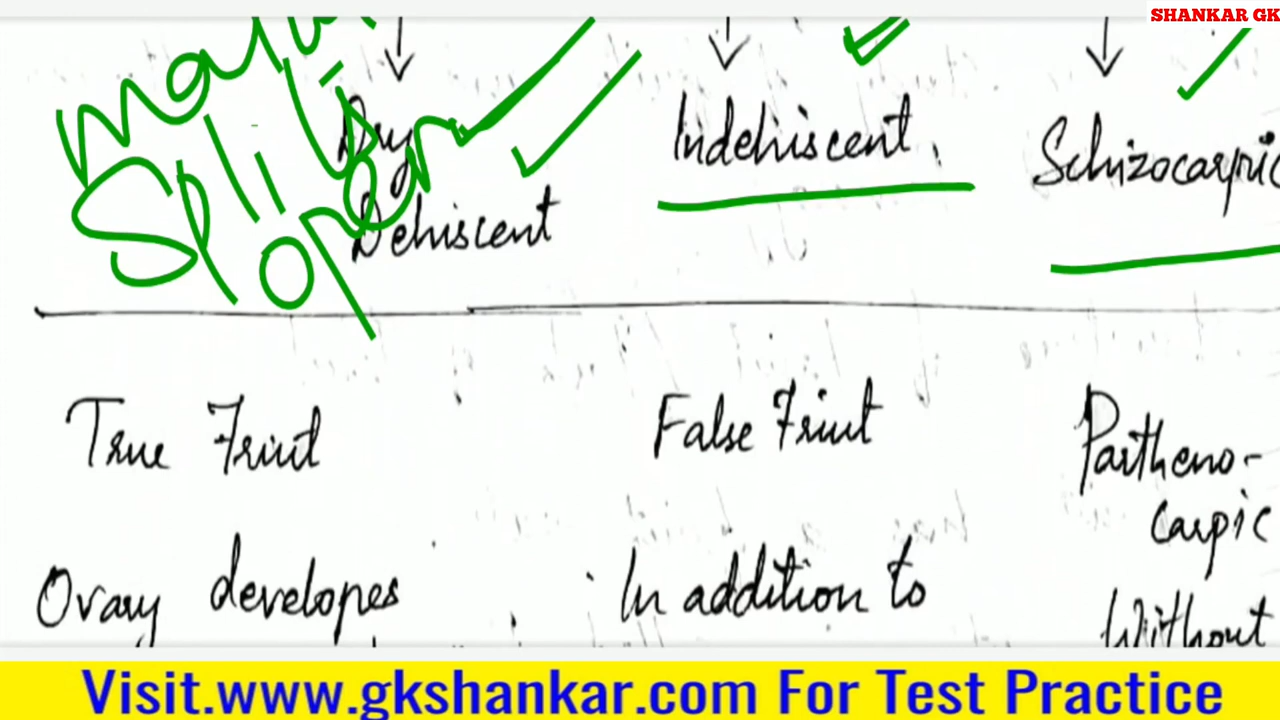 SHANKAR GK
Split
open
Dry
Dehiscent
Indehiscent
Schizocarpic
True Fruit
False Fruit
Partheno-
carpic
Ovary developes
In addition to
Without
Visit.www.gkshankar.com For Test Practice